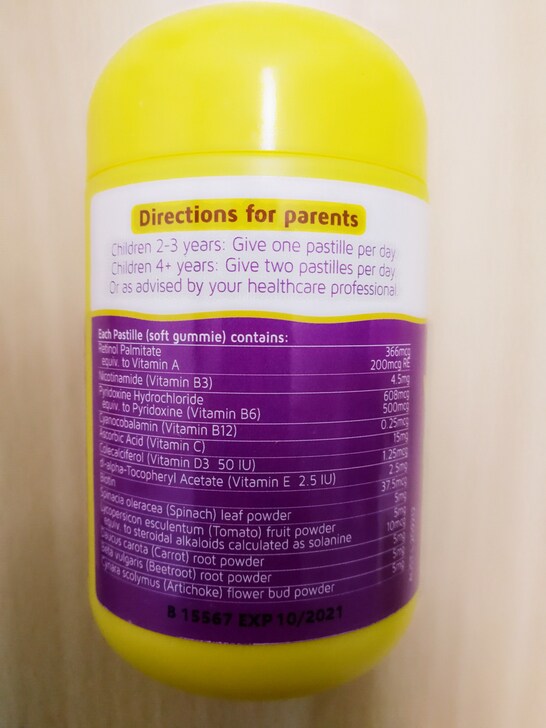 Directions for parents
Children 2-3 years: Give one pastille per day
Children 4+ years: Give two pastilles per day
Or as advised by your healthcare professional
Each Pastille (soft gummie) contains:
Retinol Palmitate 366mcg
equiv. to Vitamin A 200mcg RE
Nicotinamide (Vitamin B3) 4.5mg
Pyridoxine Hydrochloride 608mcg
equiv. to Pyridoxine (Vitamin B6) 500mcg
Cyanocobalamin (Vitamin B12) 0.25mcg
Ascorbic Acid (Vitamin C) 15mg
Colecalciferol (Vitamin D3 50 IU) 1.25mcg
dl-alpha-Tocopheryl Acetate (Vitamin E 2.5 IU) 2.5mg
Biotin 37.5mcg
Spinacia oleracea (Spinach) leaf powder 5mg
Lycopersicon esculentum (Tomato) fruit powder 5mg
equiv. to steroidal alkaloids calculated as solanine 10mcg
Daucus carota (Carrot) root powder 5mg
Beta vulgaris (Beetroot) root powder 5mg
Cynara scolymus (Artichoke) flower bud powder 5mg
B 15567 EXP 10/2021